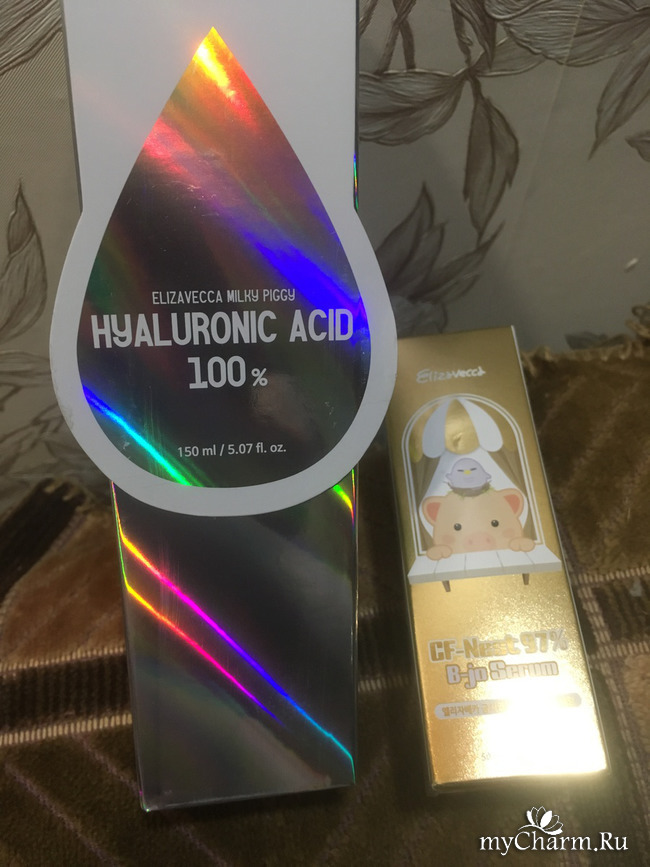 ELIZAVECCA MILKY PIGGY
HYALURONIC ACID
100 %
150 ml / 5.07 fl. oz.
Elizavecca
CF-Nest 97%
B-jo Serum
myCharm.Ru